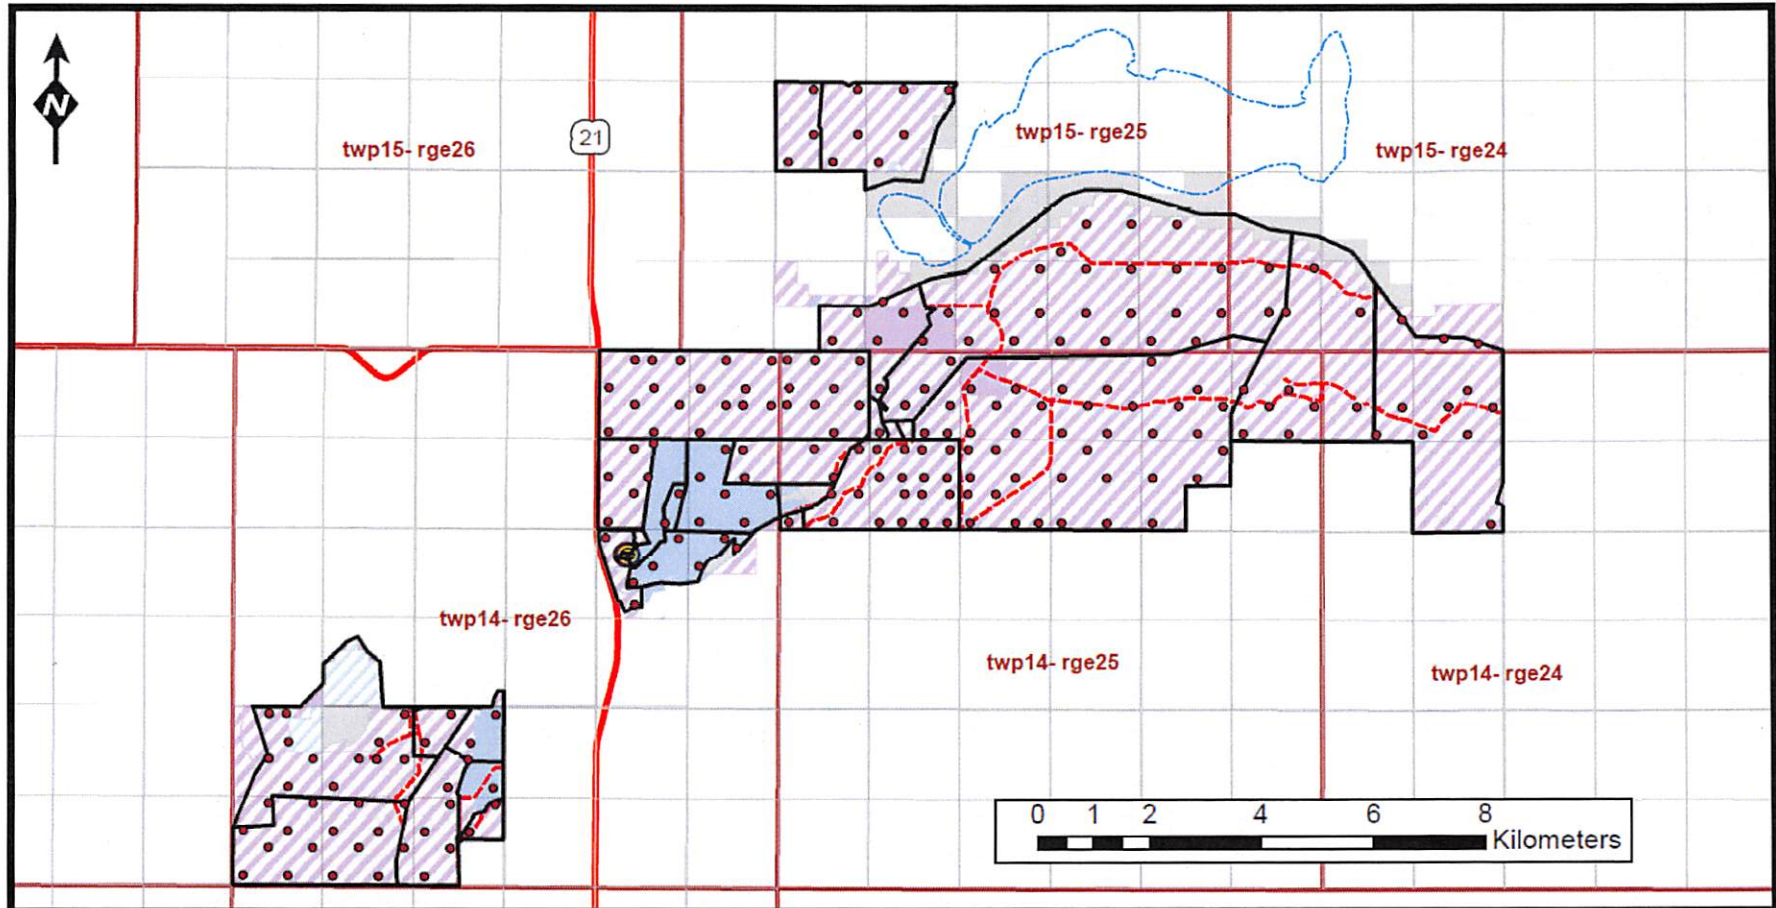 N
21
twp15- rge26
twp15- rge25
twp15- rge24
twp14- rge26
twp14- rge25
twp14- rge24
0 1 2 4 6 8
Kilometers